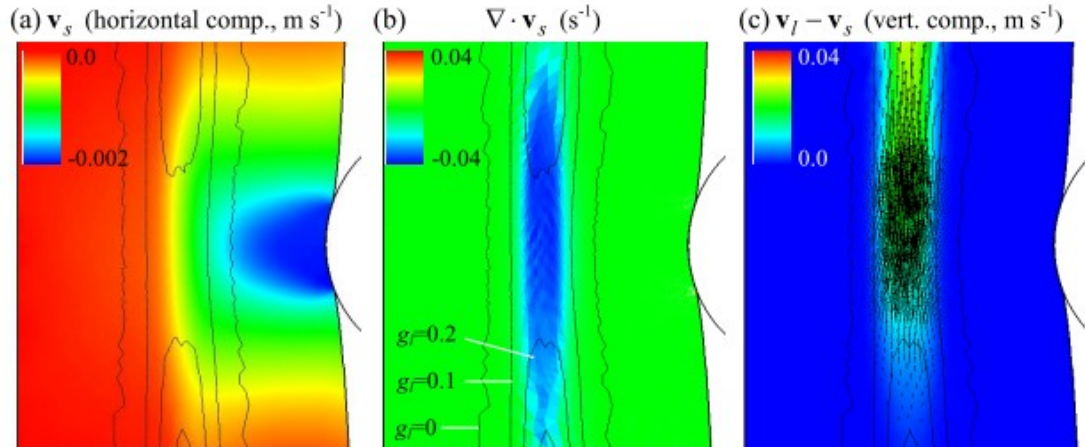 (a) 𝐯ₛ (horizontal comp., m s⁻¹)
0.0
-0.002
(b) ∇ · 𝐯ₛ (s⁻¹)
0.04
-0.04
gₗ=0.2
gₗ=0.1
gₗ=0
(c) 𝐯ₗ − 𝐯ₛ (vert. comp., m s⁻¹)
0.04
0.0